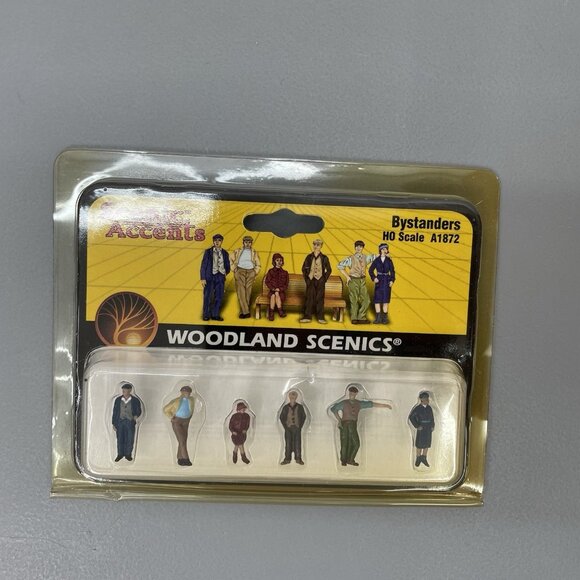 Accents
Bystanders
HO Scale A1872
WOODLAND SCENICS®